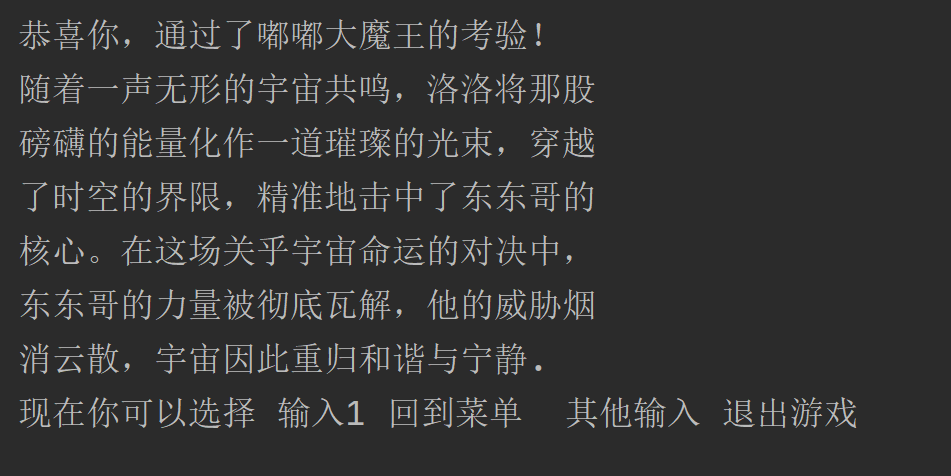 恭喜你，通过了嘟嘟大魔王的考验！
随着一声无形的宇宙共鸣，洛洛将那股
磅礴的能量化作一道璀璨的光束，穿越
了时空的界限，精准地击中了东东哥的
核心。在这场关乎宇宙命运的对决中，
东东哥的力量被彻底瓦解，他的威胁烟
消云散，宇宙因此重归和谐与宁静.
现在你可以选择 输入1 回到菜单  其他输入 退出游戏